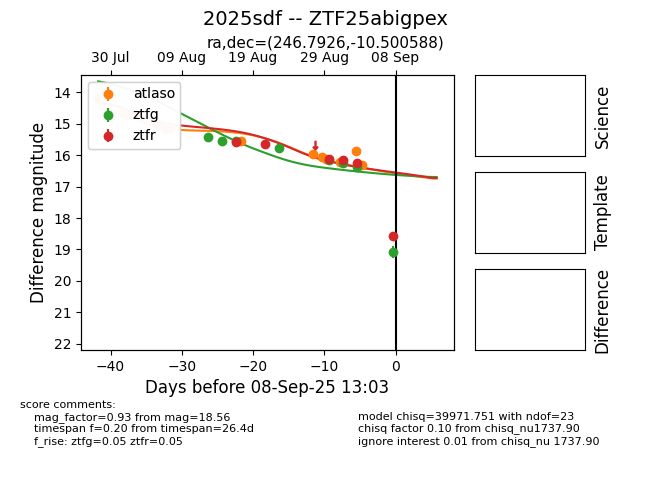 2025sdf -- ZTF25abigpex
ra,dec=(246.7926,-10.500588)
30 Jul 09 Aug 19 Aug 29 Aug 08 Sep
atlaso
ztfg
ztfr
14
15
16
17
18
19
20
21
22
Difference magnitude
−40 −30 −20 −10 0
Days before 08-Sep-25 13:03
Science
Template
Difference
score comments:
mag_factor=0.93 from mag=18.56
timespan f=0.20 from timespan=26.4d
f_rise: ztfg=0.05 ztfr=0.05
model chisq=39971.751 with ndof=23
chisq factor 0.10 from chisq_nu1737.90
ignore interest 0.01 from chisq_nu 1737.90